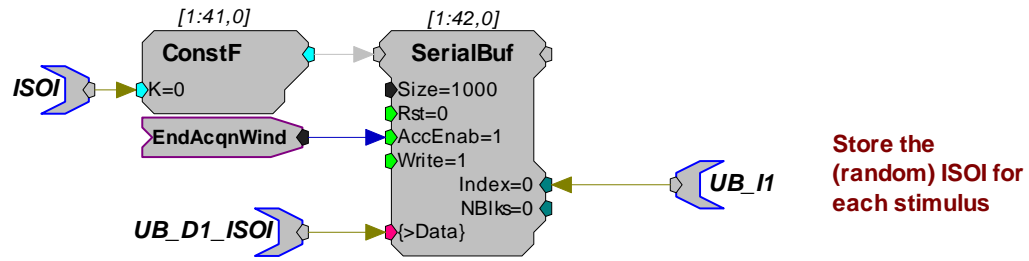 [1:41,0]
[1:42,0]
ConstF
SerialBuf
ISOI
K=0
Size=1000
Rst=0
EndAcqnWind
AccEnab=1
Write=1
Index=0
NBlks=0
UB_I1
UB_D1_ISOI
{>Data}
Store the
(random) ISOI for
each stimulus